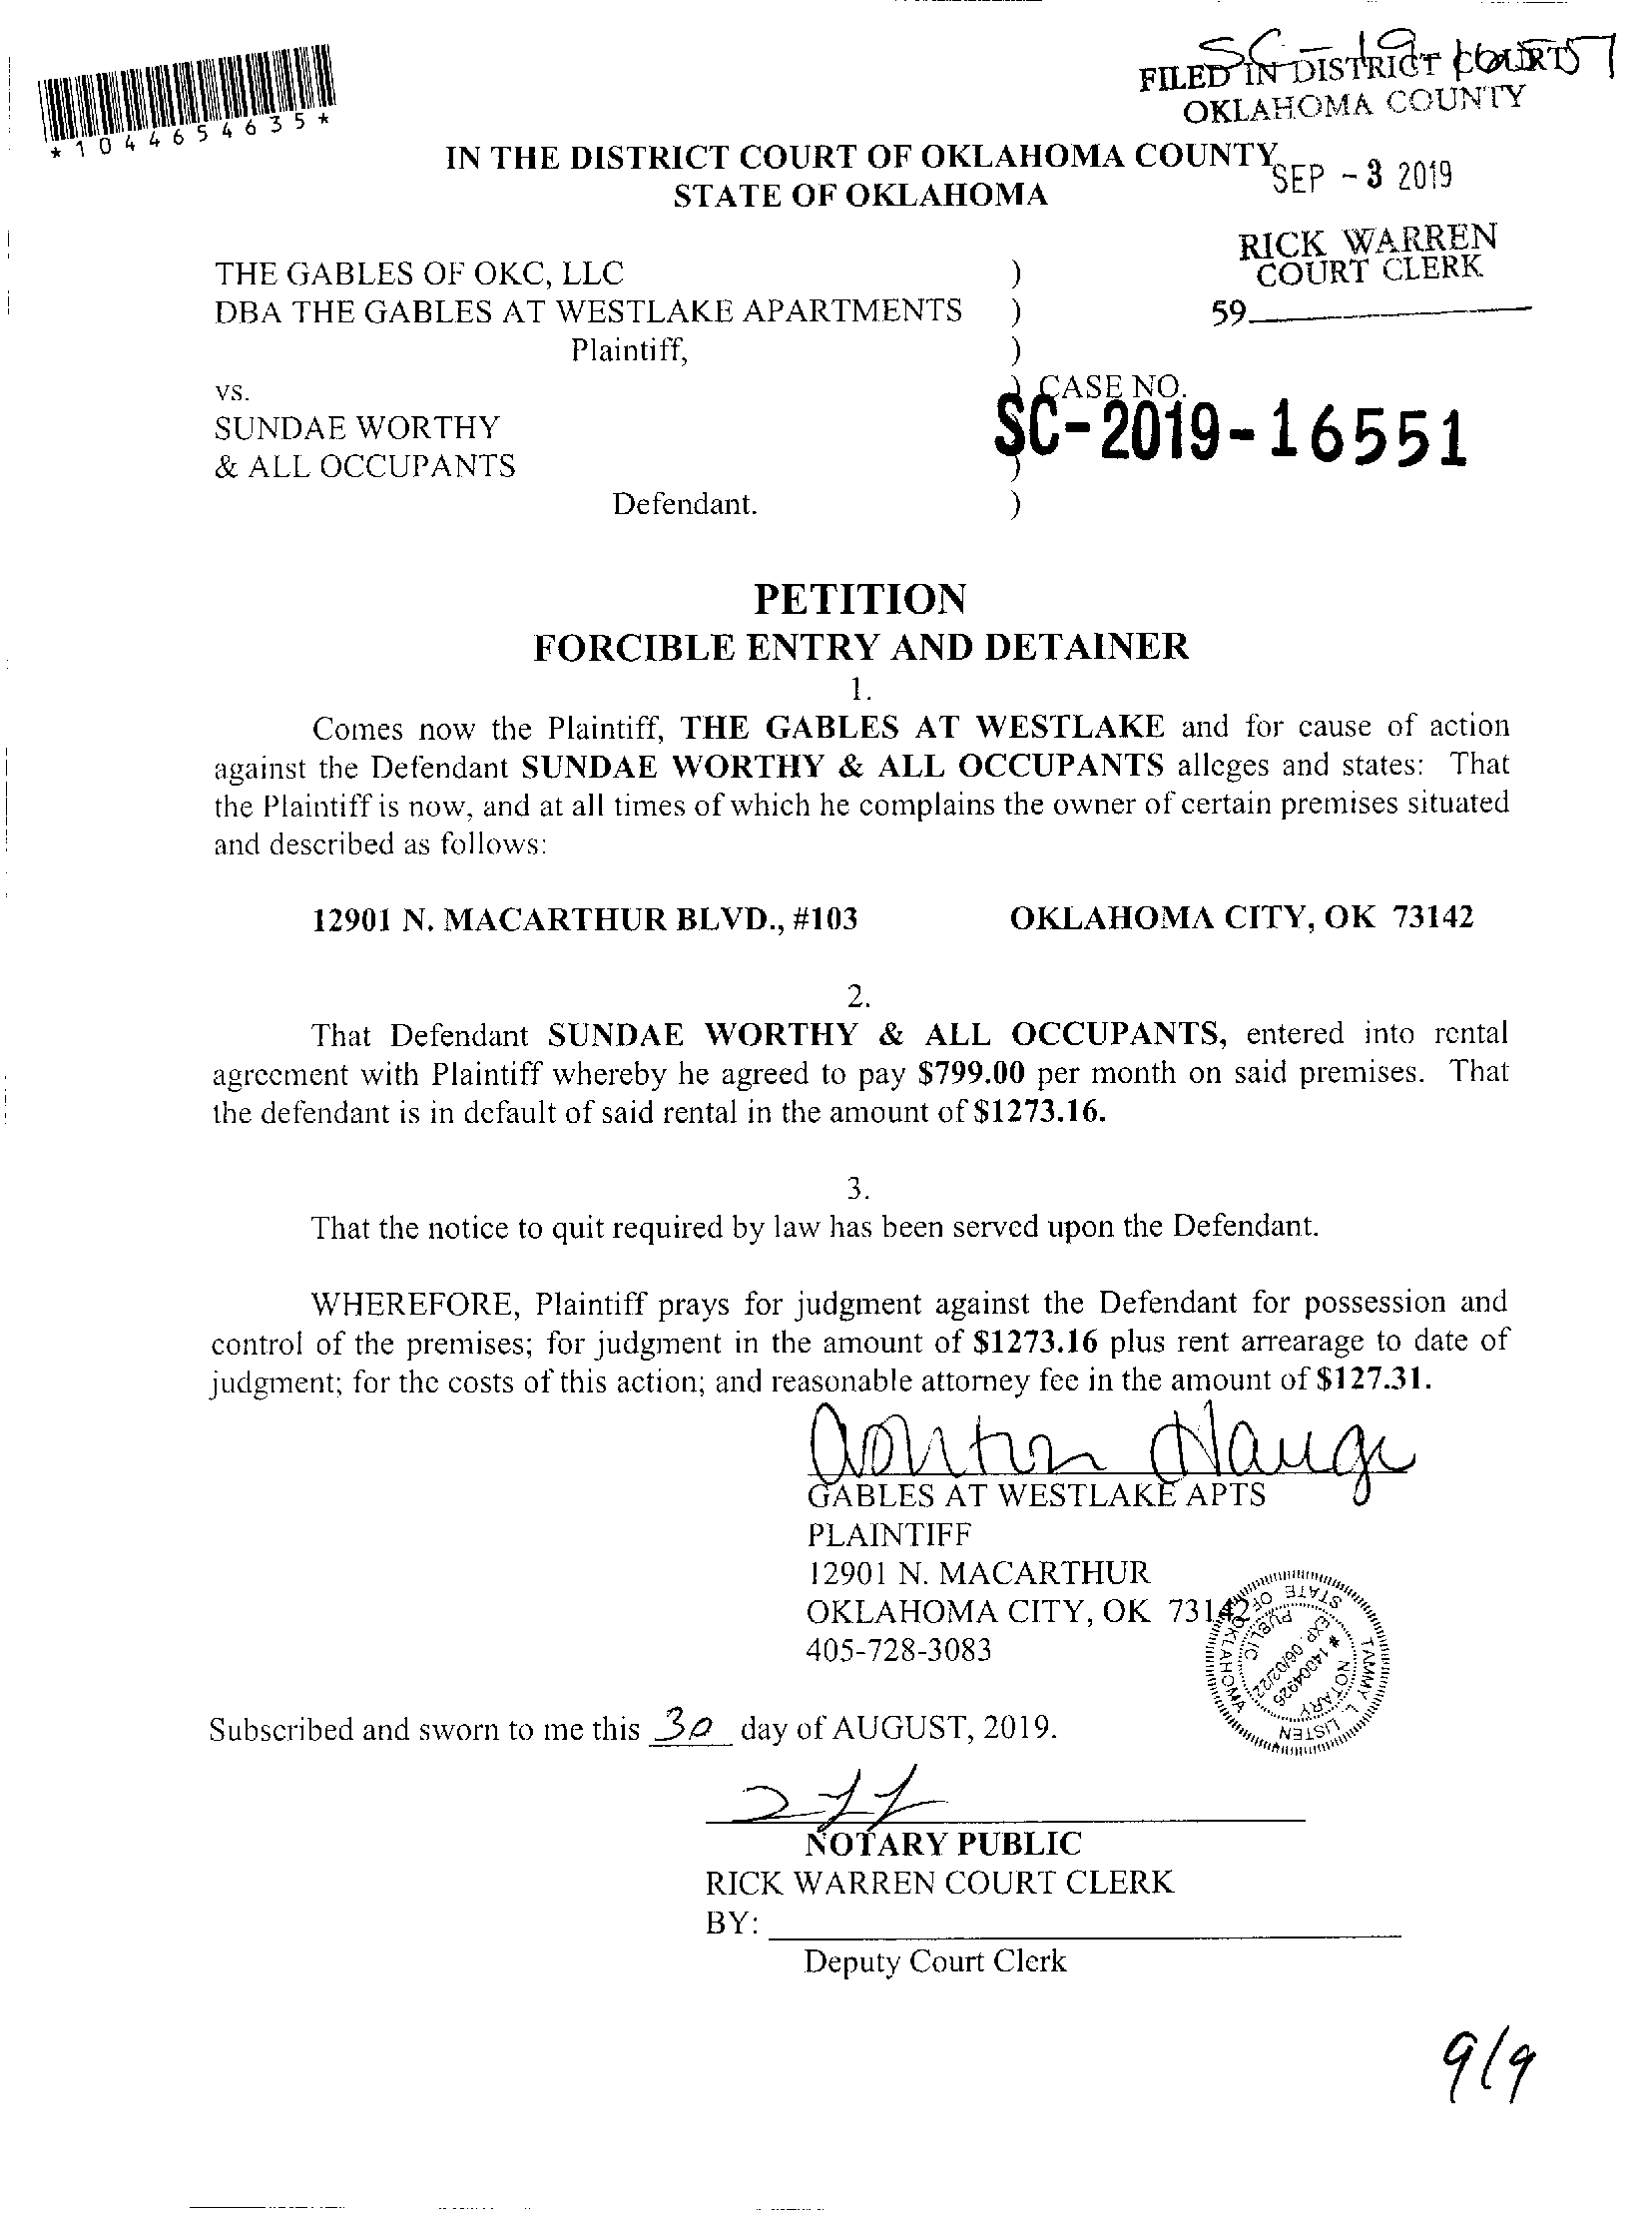 *1044654635*
FILED IN DISTRICT COURT
OKLAHOMA COUNTY
IN THE DISTRICT COURT OF OKLAHOMA COUNTY
STATE OF OKLAHOMA
SEP - 3 2019
RICK WARREN
COURT CLERK
59
THE GABLES OF OKC, LLC )
DBA THE GABLES AT WESTLAKE APARTMENTS )
Plaintiff, )
vs. ) CASE NO.
SC-2019-16551
SUNDAE WORTHY
& ALL OCCUPANTS )
Defendant. )
PETITION
FORCIBLE ENTRY AND DETAINER
1.
Comes now the Plaintiff, THE GABLES AT WESTLAKE and for cause of action
against the Defendant SUNDAE WORTHY & ALL OCCUPANTS alleges and states: That
the Plaintiff is now, and at all times of which he complains the owner of certain premises situated
and described as follows:
12901 N. MACARTHUR BLVD., #103 OKLAHOMA CITY, OK 73142
2.
That Defendant SUNDAE WORTHY & ALL OCCUPANTS, entered into rental
agreement with Plaintiff whereby he agreed to pay $799.00 per month on said premises. That
the defendant is in default of said rental in the amount of $1273.16.
3.
That the notice to quit required by law has been served upon the Defendant.
WHEREFORE, Plaintiff prays for judgment against the Defendant for possession and
control of the premises; for judgment in the amount of $1273.16 plus rent arrearage to date of
judgment; for the costs of this action; and reasonable attorney fee in the amount of $127.31.
GABLES AT WESTLAKE APTS
PLAINTIFF
12901 N. MACARTHUR
OKLAHOMA CITY, OK 73142
405-728-3083
TAMMY L. LISTEN
STATE OF OKLAHOMA
NOTARY PUBLIC
# 14004926
EXP. 06/02/22
Subscribed and sworn to me this 30 day of AUGUST, 2019.
NOTARY PUBLIC
RICK WARREN COURT CLERK
BY:
Deputy Court Clerk
9/9